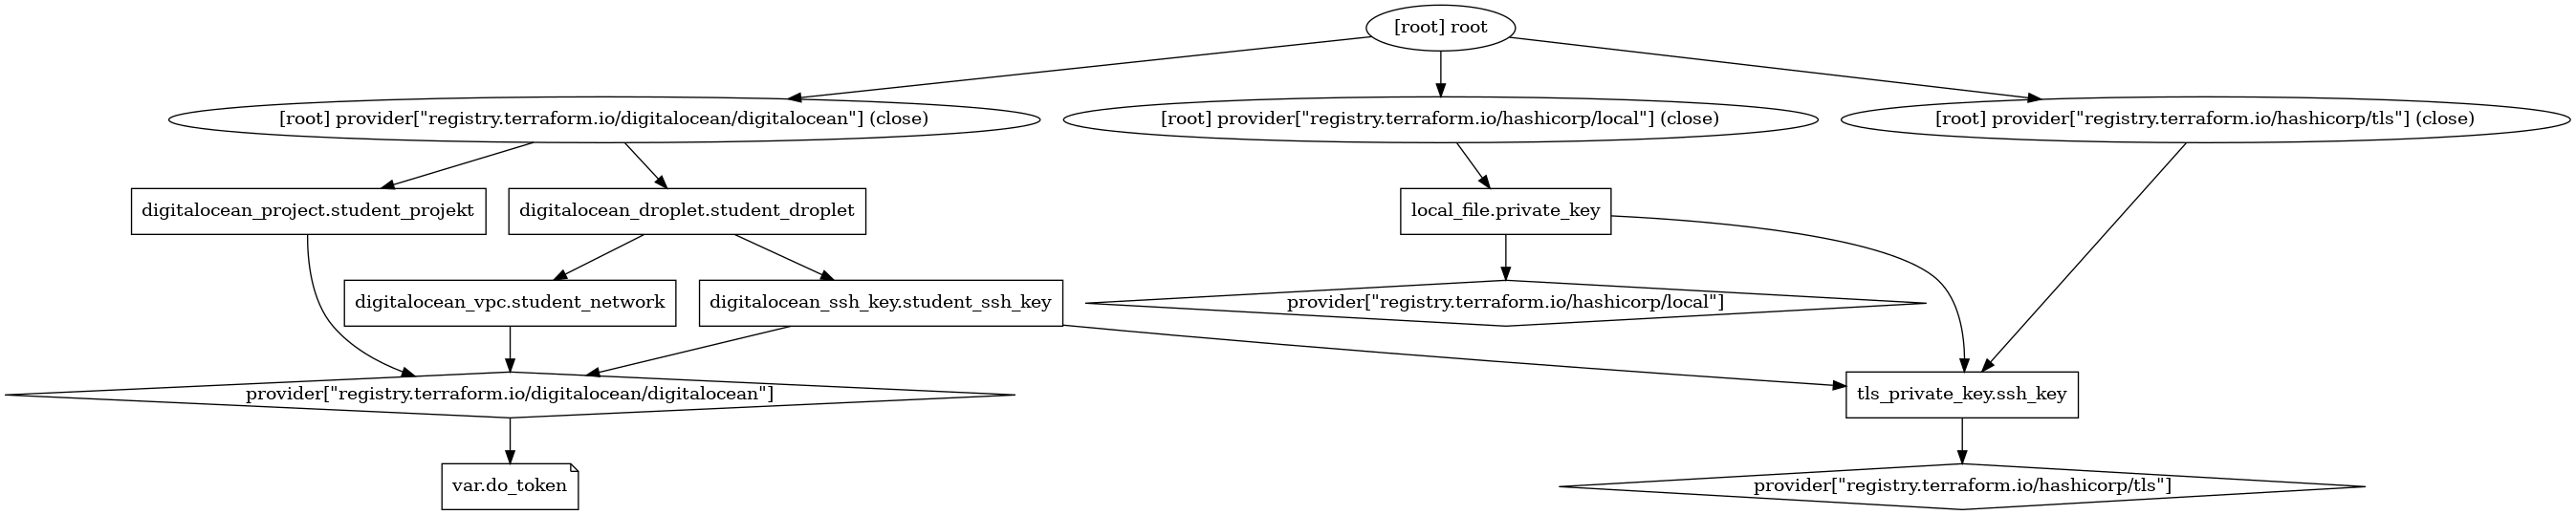 [root] root
[root] provider["registry.terraform.io/digitalocean/digitalocean"] (close)
[root] provider["registry.terraform.io/hashicorp/local"] (close)
[root] provider["registry.terraform.io/hashicorp/tls"] (close)
digitalocean_project.student_projekt
digitalocean_droplet.student_droplet
local_file.private_key
digitalocean_vpc.student_network
digitalocean_ssh_key.student_ssh_key
provider["registry.terraform.io/hashicorp/local"]
provider["registry.terraform.io/digitalocean/digitalocean"]
tls_private_key.ssh_key
var.do_token
provider["registry.terraform.io/hashicorp/tls"]